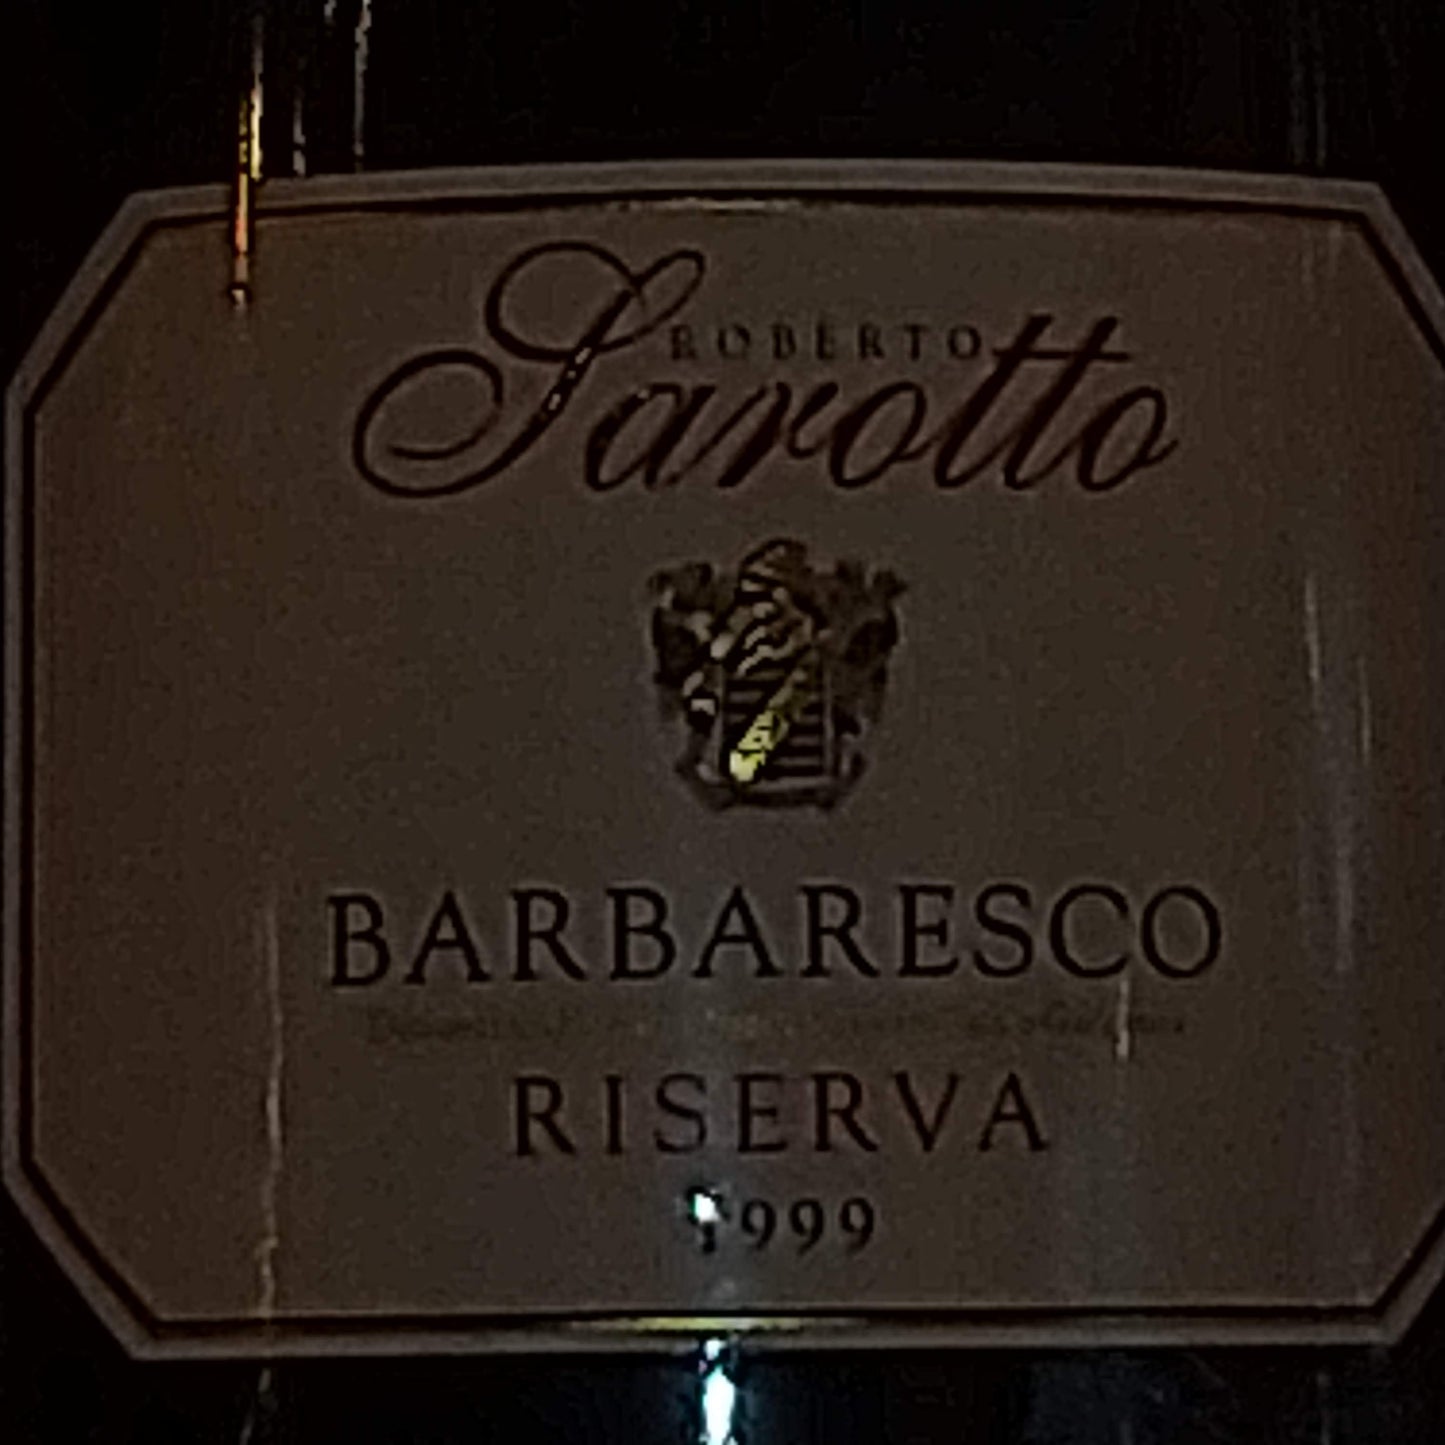 ROBERTO
Sarotto
BARBARESCO
RISERVA
1999